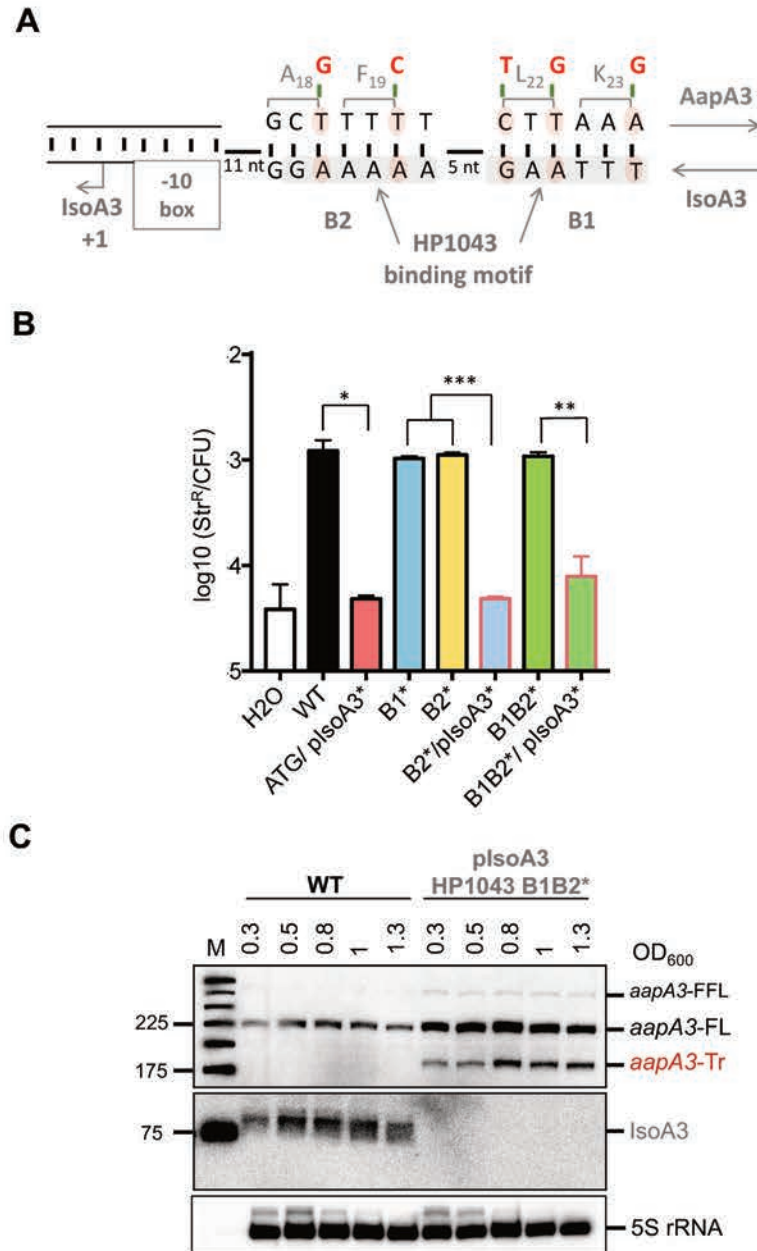 A
G C T G G
A18 F19 L22 K23
G C T T T T T C T T A A A AapA3
11 nt G G A A A A A 5 nt G A A T T T
IsoA3 -10 B2 B1 IsoA3
+1 box HP1043
binding motif
B
log10 (StrR/CFU)
-2
-3
-4
-5
* *** **
H2O
WT
ATG/ pIsoA3*
B1*
B2*
B2*/pIsoA3*
B1B2*
B1B2*/ pIsoA3*
C
pIsoA3
WT HP1043 B1B2*
M 0.3 0.5 0.8 1 1.3 0.3 0.5 0.8 1 1.3 OD600
aapA3-FFL
225 aapA3-FL
175 aapA3-Tr
75 IsoA3
5S rRNA